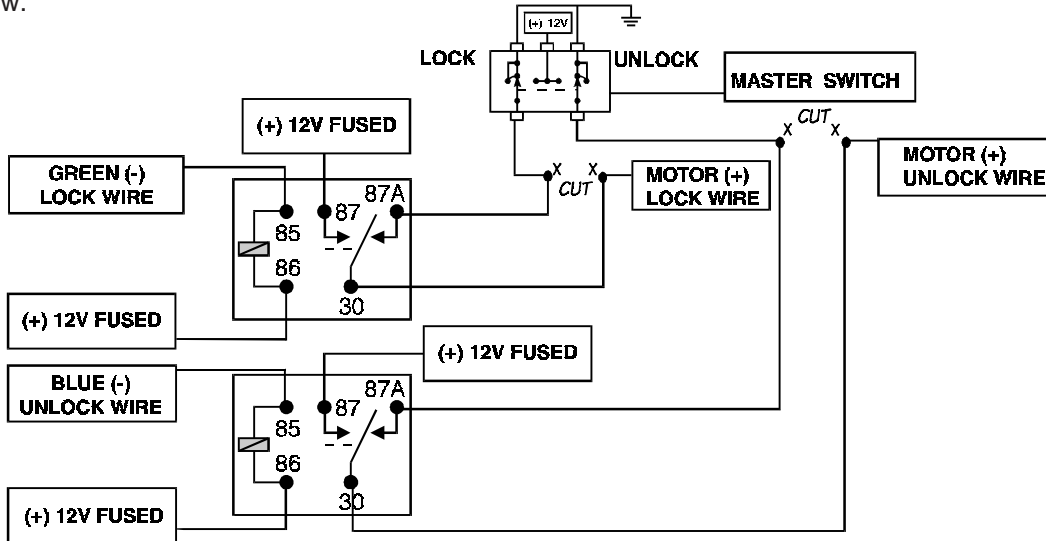 w.
(+) 12V
LOCK
UNLOCK
MASTER SWITCH
(+) 12V FUSED
X CUT X
MOTOR (+)
UNLOCK WIRE
GREEN (-)
LOCK WIRE
X X
CUT
MOTOR (+)
LOCK WIRE
87A
87
85
86
30
(+) 12V FUSED
(+) 12V FUSED
BLUE (-)
UNLOCK WIRE
87A
87
85
86
30
(+) 12V FUSED